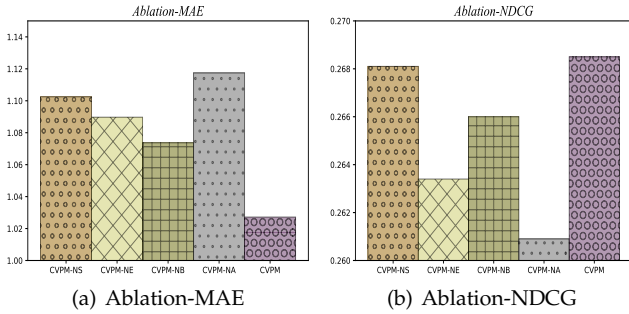 Ablation-MAE
1.14
1.12
1.10
1.08
1.06
1.04
1.02
1.00
CVPM-NS CVPM-NE CVPM-NB CVPM-NA CVPM
(a) Ablation-MAE
Ablation-NDCG
0.270
0.268
0.266
0.264
0.262
0.260
CVPM-NS CVPM-NE CVPM-NB CVPM-NA CVPM
(b) Ablation-NDCG